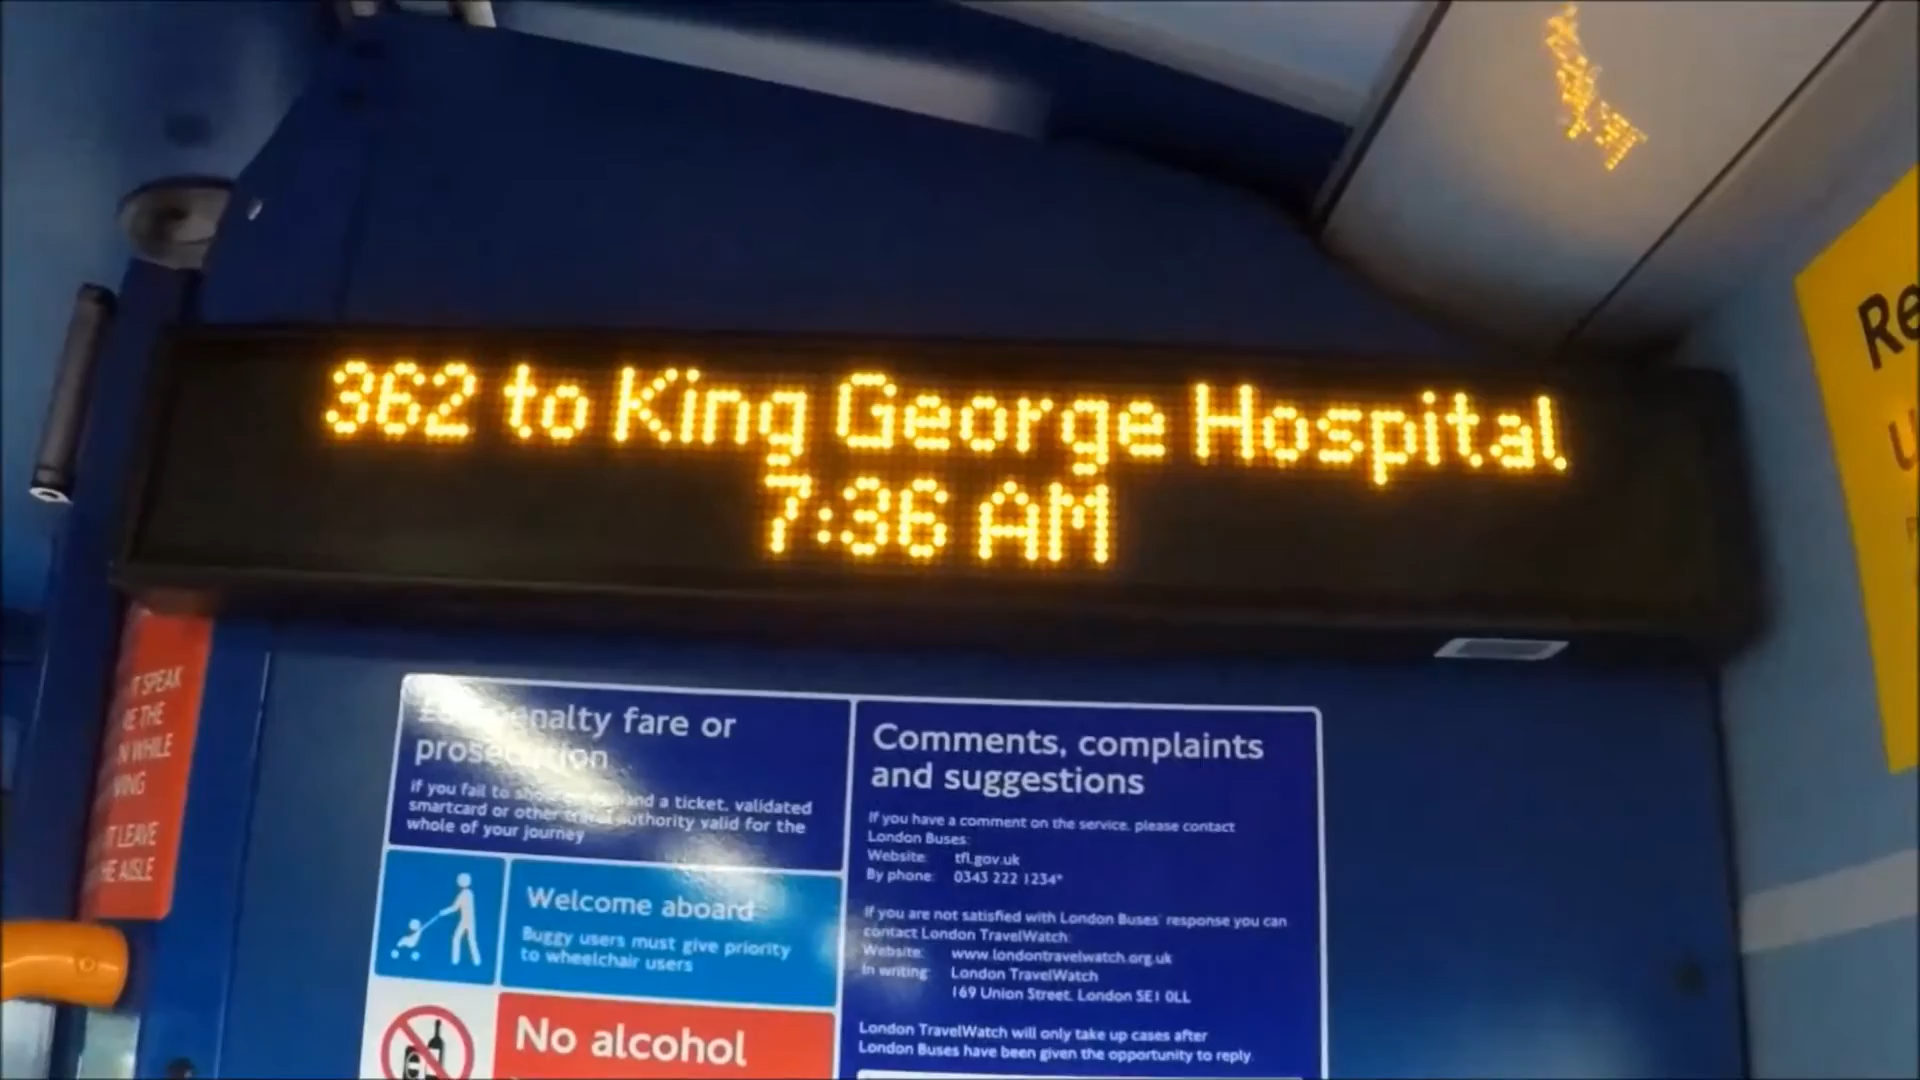 362 to King George Hospital
7:36 AM
Re
T SPEAK
THE
WHILE
LEAVE
AISLE
penalty fare or
prosecution
If you fail to and a ticket, validated
smartcard or other travel authority valid for the
whole of your journey
Welcome aboard
Buggy users must give priority
to wheelchair users
No alcohol
Comments, complaints
and suggestions
If you have a comment on the service, please contact
London Buses:
Website: tfl.gov.uk
By phone: 0343 222 1234*
If you are not satisfied with London Buses' response you can
contact London TravelWatch:
Website: www.londontravelwatch.org.uk
In writing: London TravelWatch
169 Union Street, London SE1 0LL
London TravelWatch will only take up cases after
London Buses have been given the opportunity to reply